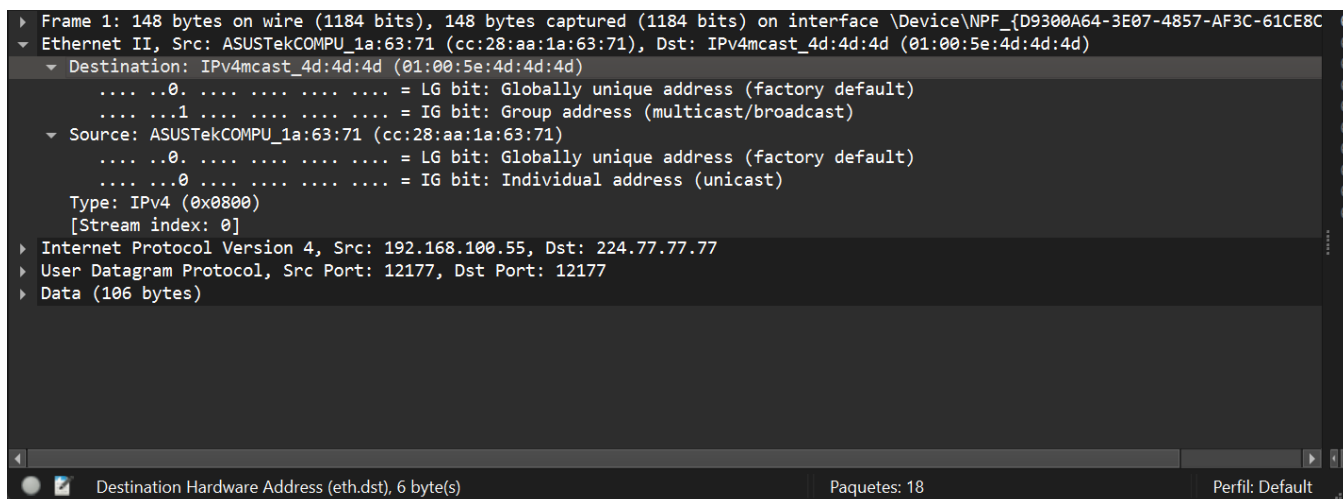 Frame 1: 148 bytes on wire (1184 bits), 148 bytes captured (1184 bits) on interface \Device\NPF_{D9300A64-3E07-4857-AF3C-61CE8C
Ethernet II, Src: ASUSTekCOMPU_1a:63:71 (cc:28:aa:1a:63:71), Dst: IPv4mcast_4d:4d:4d (01:00:5e:4d:4d:4d)
Destination: IPv4mcast_4d:4d:4d (01:00:5e:4d:4d:4d)
.... ..0. .... .... .... .... = LG bit: Globally unique address (factory default)
.... ...1 .... .... .... .... = IG bit: Group address (multicast/broadcast)
Source: ASUSTekCOMPU_1a:63:71 (cc:28:aa:1a:63:71)
.... ..0. .... .... .... .... = LG bit: Globally unique address (factory default)
.... ...0 .... .... .... .... = IG bit: Individual address (unicast)
Type: IPv4 (0x0800)
[Stream index: 0]
Internet Protocol Version 4, Src: 192.168.100.55, Dst: 224.77.77.77
User Datagram Protocol, Src Port: 12177, Dst Port: 12177
Data (106 bytes)
Destination Hardware Address (eth.dst), 6 byte(s) Paquetes: 18 Perfil: Default